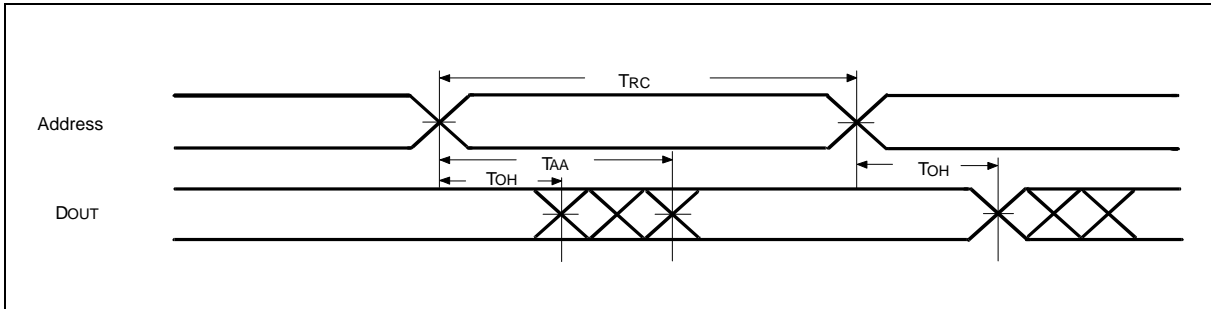 TRC
Address
TAA
TOH
TOH
DOUT